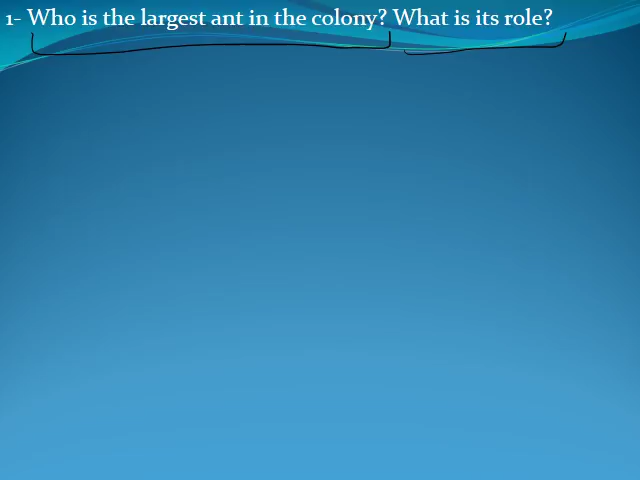 1- Who is the largest ant in the colony? What is its role?